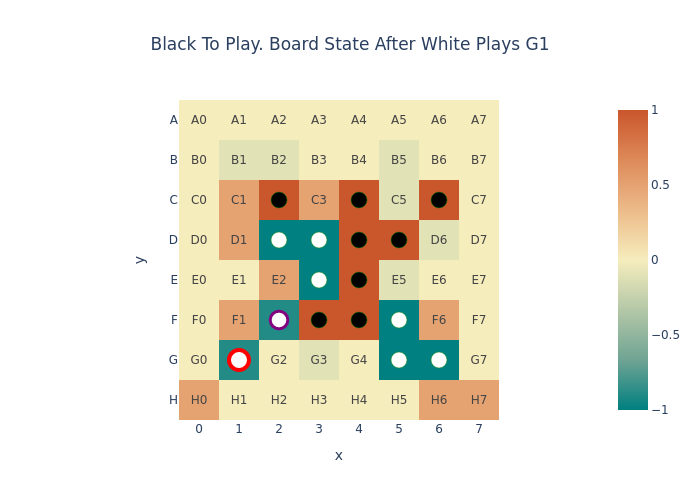 Black To Play. Board State After White Plays G1
A A0 A1 A2 A3 A4 A5 A6 A7
B B0 B1 B2 B3 B4 B5 B6 B7
C C0 C1 C3 C5 C7
D D0 D1 D6 D7
E E0 E1 E2 E5 E6 E7
F F0 F1 F6 F7
G G0 G2 G3 G4 G7
H H0 H1 H2 H3 H4 H5 H6 H7
0 1 2 3 4 5 6 7
x
y
1
0.5
0
−0.5
−1